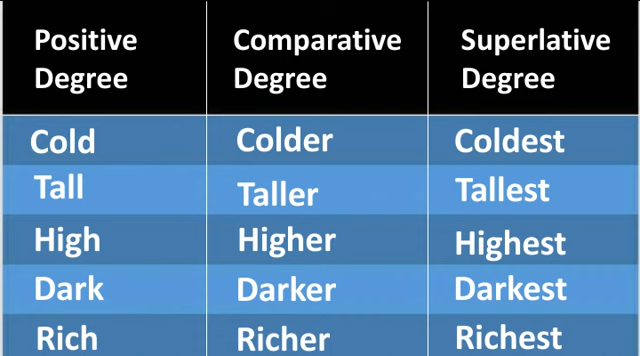 Positive Degree Comparative Degree Superlative Degree
Cold Colder Coldest
Tall Taller Tallest
High Higher Highest
Dark Darker Darkest
Rich Richer Richest